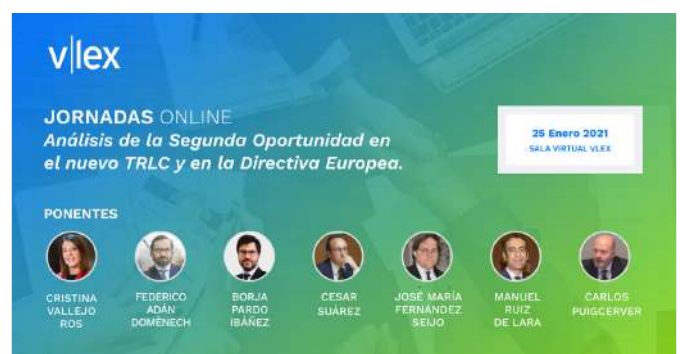 v|lex
JORNADAS ONLINE
Análisis de la Segunda Oportunidad en
el nuevo TRLC y en la Directiva Europea.
25 Enero 2021
SALA VIRTUAL VLEX
PONENTES
CRISTINA
VALLEJO
ROS
FEDERICO
ADÁN
DOMÈNECH
BORJA
PARDO
IBÁÑEZ
CESAR
SUÁREZ
JOSÉ MARÍA
FERNÁNDEZ
SEIJO
MANUEL
RUIZ
DE LARA
CARLOS
PUIGCERVER